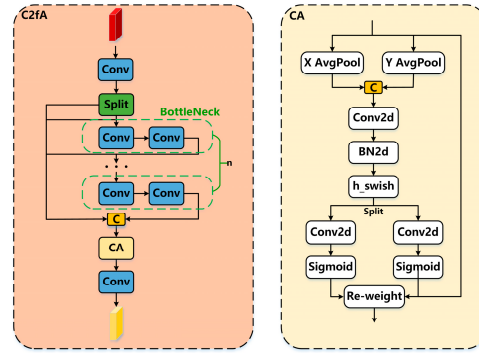 C2fA
Conv
Split
BottleNeck
Conv Conv
...
n
Conv Conv
C
CA
Conv
CA
X AvgPool Y AvgPool
C
Conv2d
BN2d
h_swish
Split
Conv2d Conv2d
Sigmoid Sigmoid
Re-weight